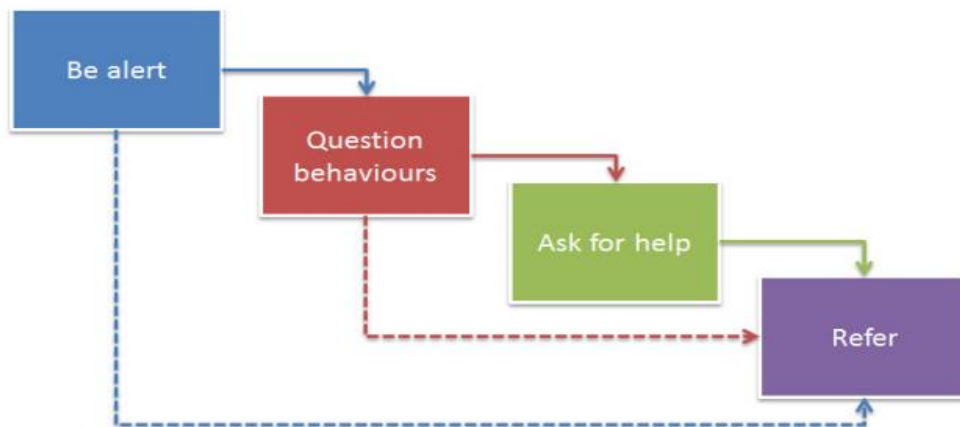 Be alert
Question
behaviours
Ask for help
Refer